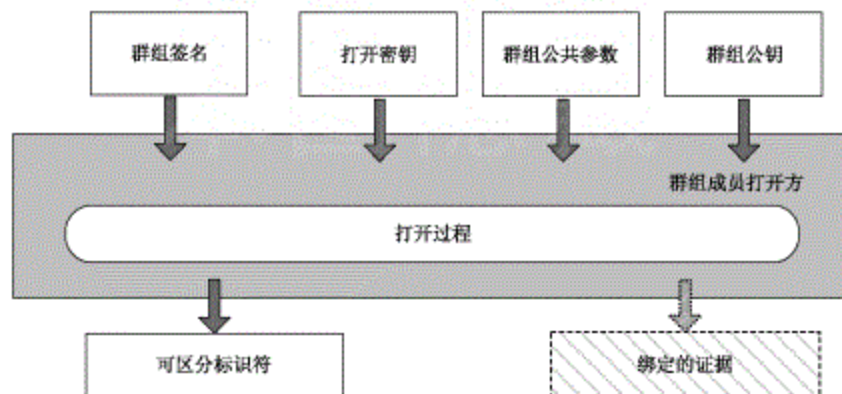 群组签名
打开密钥
群组公共参数
群组公钥
群组成员打开方
打开过程
可区分标识符
绑定的证据